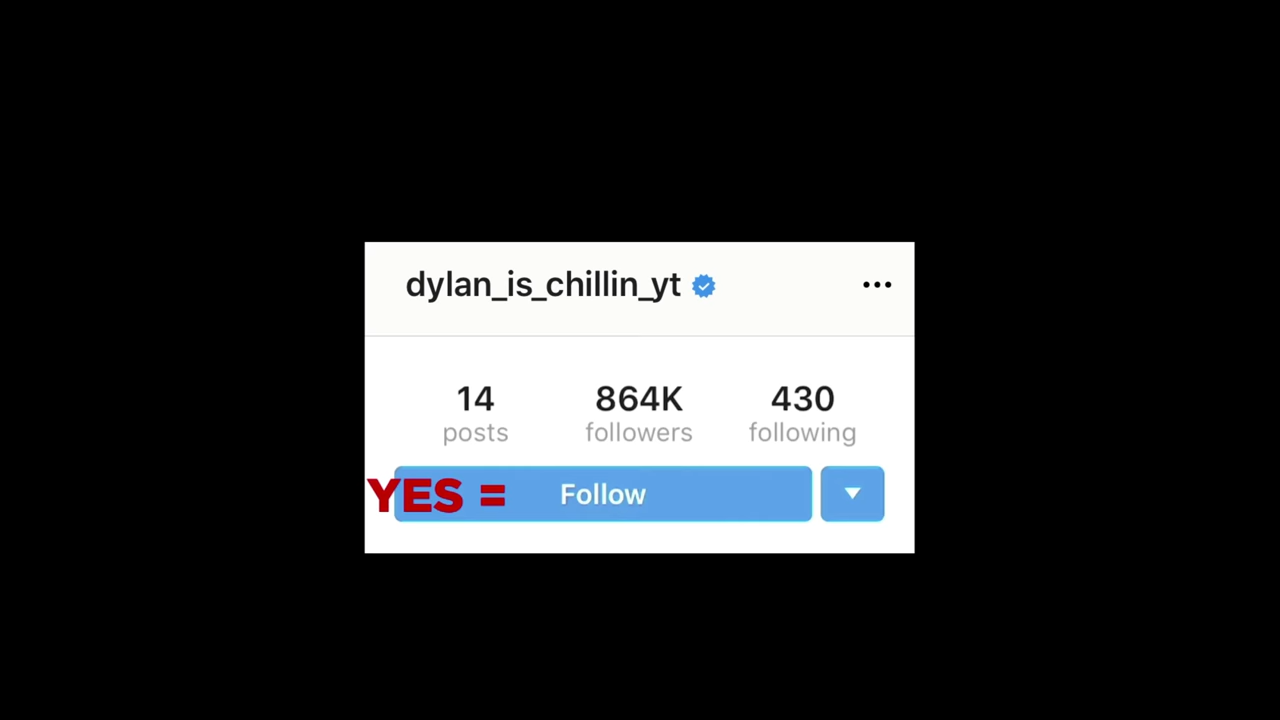 dylan_is_chillin_yt
14 864K 430
posts followers following
YES = Follow